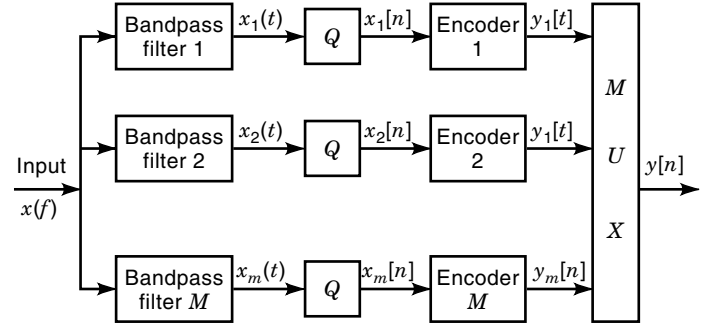 Bandpass
filter 1
x₁(t)
Q
x₁[n]
Encoder
1
y₁[t]
Bandpass
filter 2
x₂(t)
Q
x₂[n]
Encoder
2
y₁[t]
Input
x(f)
Bandpass
filter M
xₘ(t)
Q
xₘ[n]
Encoder
M
yₘ[n]
M
U
X
y[n]